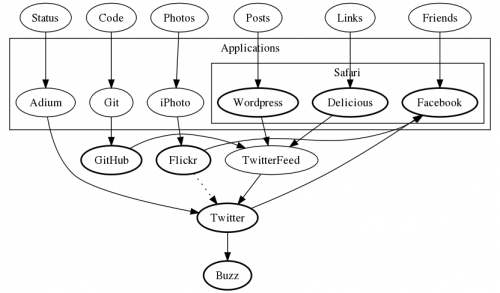 Status Code Photos Posts Links Friends
Applications
Safari
Adium Git iPhoto Wordpress Delicious Facebook
GitHub Flickr TwitterFeed
Twitter
Buzz